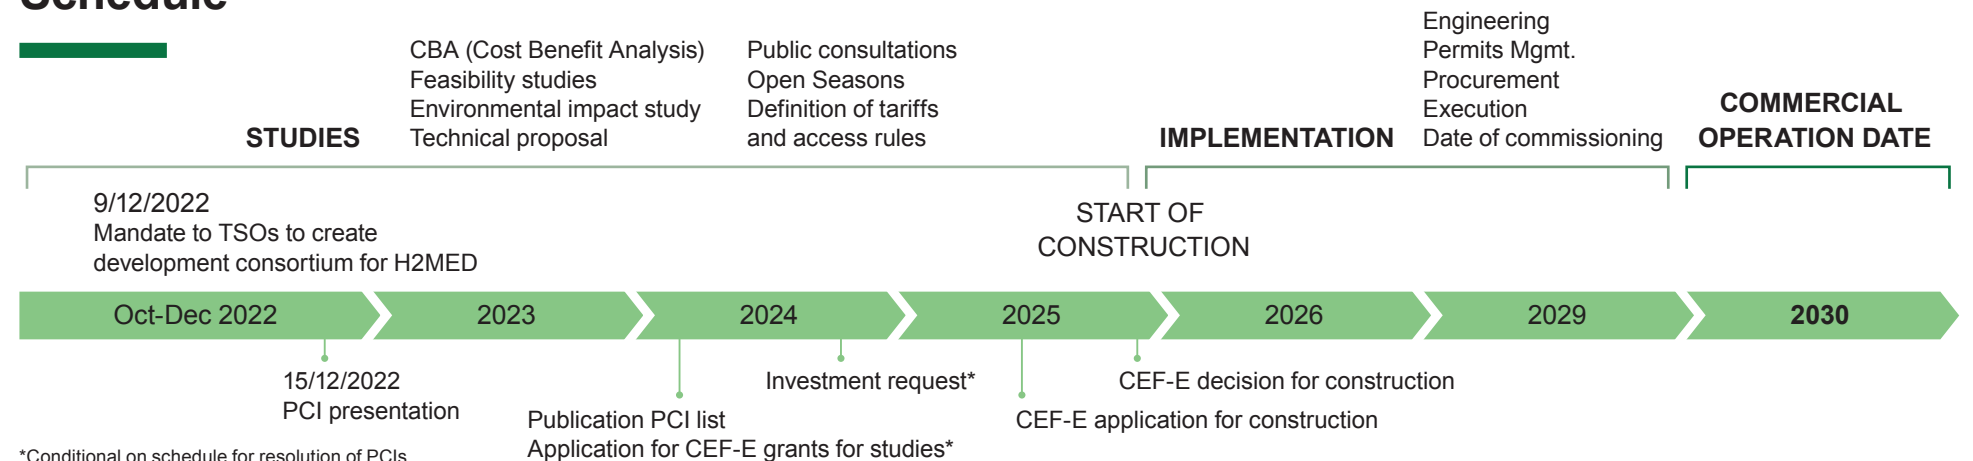 Schedule
STUDIES
CBA (Cost Benefit Analysis)
Feasibility studies
Environmental impact study
Technical proposal
Public consultations
Open Seasons
Definition of tariffs
and access rules
IMPLEMENTATION
Engineering
Permits Mgmt.
Procurement
Execution
Date of commissioning
COMMERCIAL
OPERATION DATE
9/12/2022
Mandate to TSOs to create
development consortium for H2MED
START OF
CONSTRUCTION
Oct-Dec 2022
2023
2024
2025
2026
2029
2030
15/12/2022
PCI presentation
Publication PCI list
Application for CEF-E grants for studies*
Investment request*
CEF-E application for construction
CEF-E decision for construction
*Conditional on schedule for resolution of PCIs